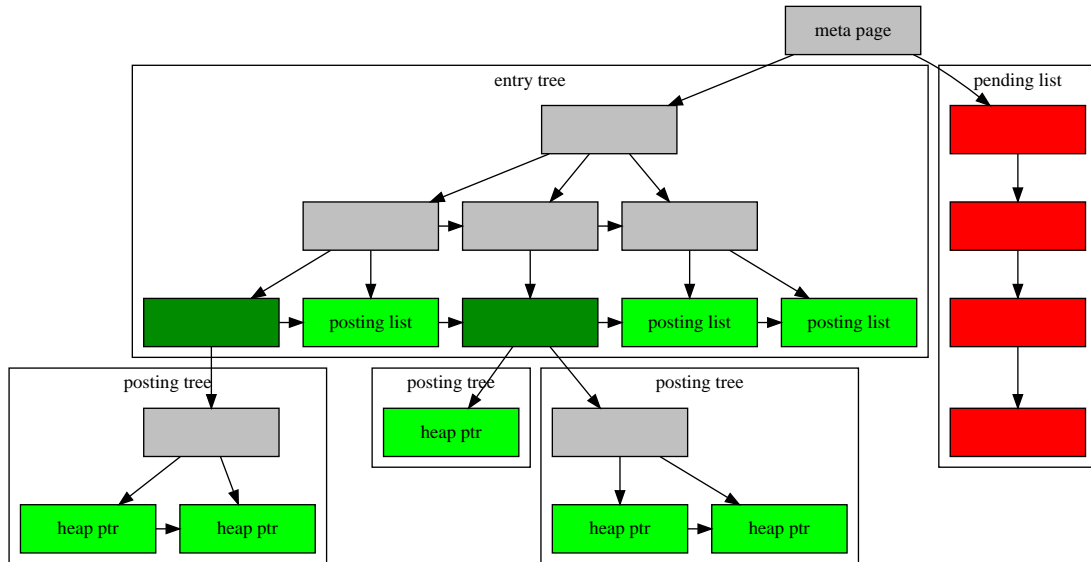 meta page
entry tree
pending list
posting list
posting list
posting list
posting tree
posting tree
posting tree
heap ptr
heap ptr
heap ptr
heap ptr
heap ptr